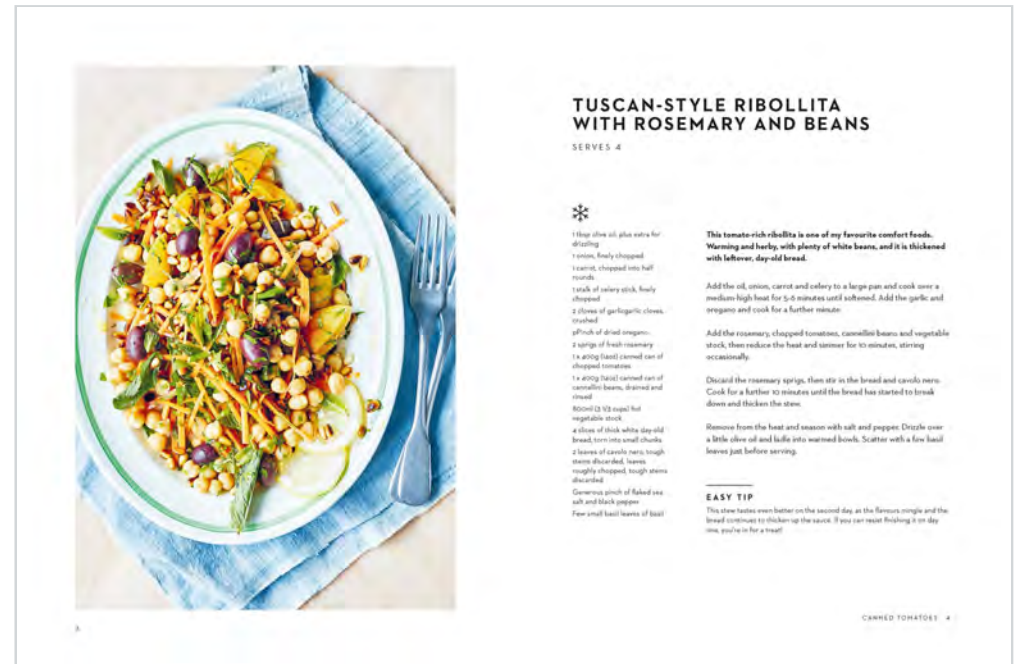 TUSCAN-STYLE RIBOLLITA
WITH ROSEMARY AND BEANS
SERVES 4
1 tbsp olive oil, plus extra for
drizzling
1 onion, finely chopped
1 carrot, chopped into half
rounds
1 stalk of celery stick, finely
chopped
2 cloves of garlicgarlic cloves,
crushed
pPinch of dried oregano
2 sprigs of fresh rosemary
1 x 400g (14oz) canned can of
chopped tomatoes
1 x 400g (14oz) canned can of
cannellini beans, drained and
rinsed
800ml (3 1/3 cups) hot
vegetable stock
4 slices of thick white day-old
bread, torn into small chunks
2 leaves of cavolo nero, tough
stems discarded, leaves
roughly chopped, tough stems
discarded
Generous pinch of flaked sea
salt and black pepper
Few small basil leaves of basil
This tomato-rich ribollita is one of my favourite comfort foods.
Warming and herby, with plenty of white beans, and it is thickened
with leftover, day-old bread.
Add the oil, onion, carrot and celery to a large pan and cook over a
medium-high heat for 5-6 minutes until softened. Add the garlic and
oregano and cook for a further minute.
Add the rosemary, chopped tomatoes, cannellini beans and vegetable
stock, then reduce the heat and simmer for 10 minutes, stirring
occasionally.
Discard the rosemary sprigs, then stir in the bread and cavolo nero.
Cook for a further 10 minutes until the bread has started to break
down and thicken the stew.
Remove from the heat and season with salt and pepper. Drizzle over
a little olive oil and ladle into warmed bowls. Scatter with a few basil
leaves just before serving.
EASY TIP
This stew tastes even better on the second day, as the flavours mingle and the
bread continues to thicken up the sauce. If you can resist finishing it on day
one, you're in for a treat!
CANNED TOMATOES 4